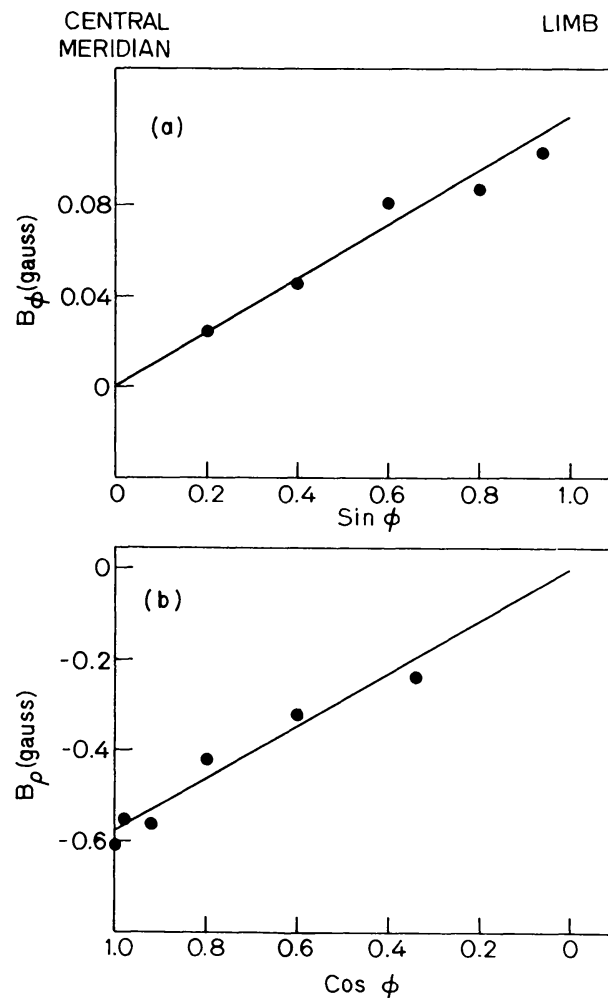 CENTRAL
MERIDIAN
LIMB
(a)
0.08
0.04
0
Bϕ(gauss)
0 0.2 0.4 0.6 0.8 1.0
Sin ϕ
(b)
0
-0.2
-0.4
-0.6
Bρ(gauss)
1.0 0.8 0.6 0.4 0.2 0
Cos ϕ